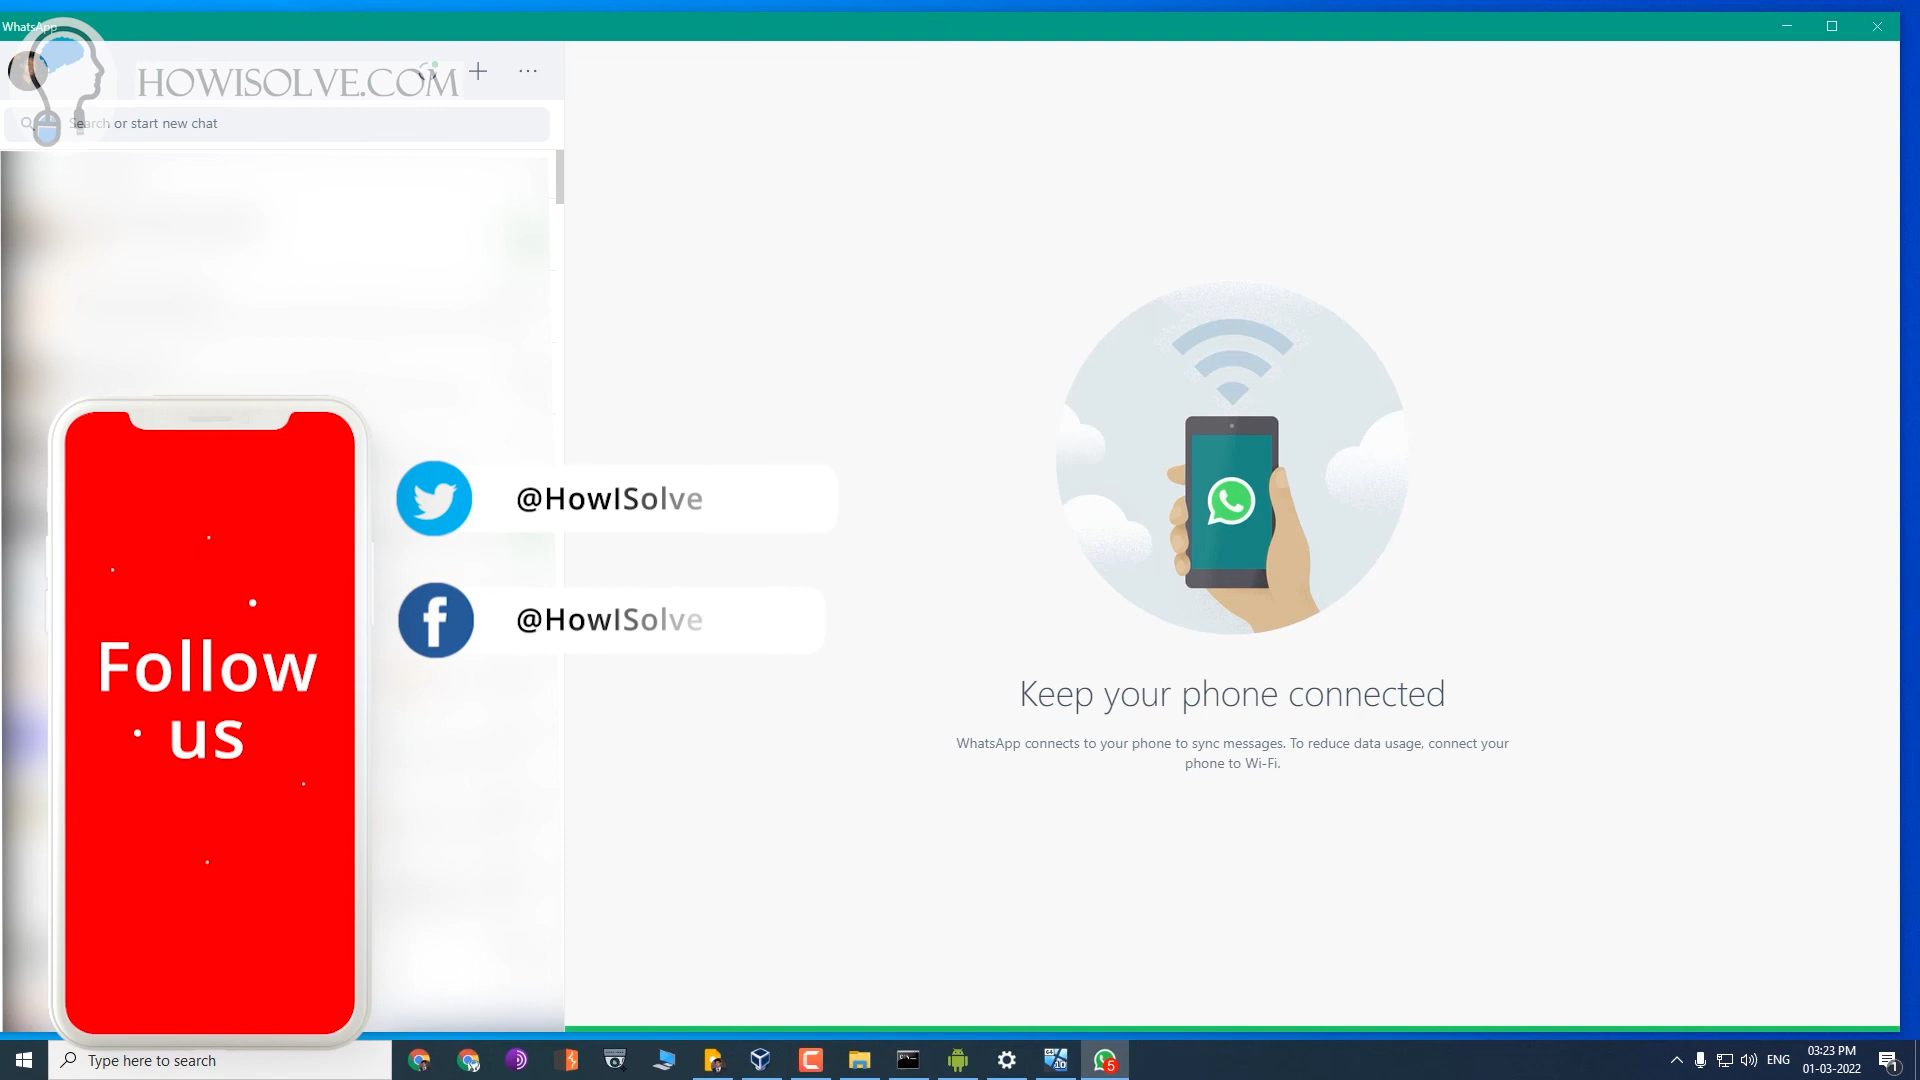 WhatsApp
HOWISOLVE.COM
Search or start new chat
@HowISolve
@HowISolve
Follow
us
Keep your phone connected
WhatsApp connects to your phone to sync messages. To reduce data usage, connect your
phone to Wi-Fi.
Type here to search
5
ENG
03:23 PM
01-03-2022
1